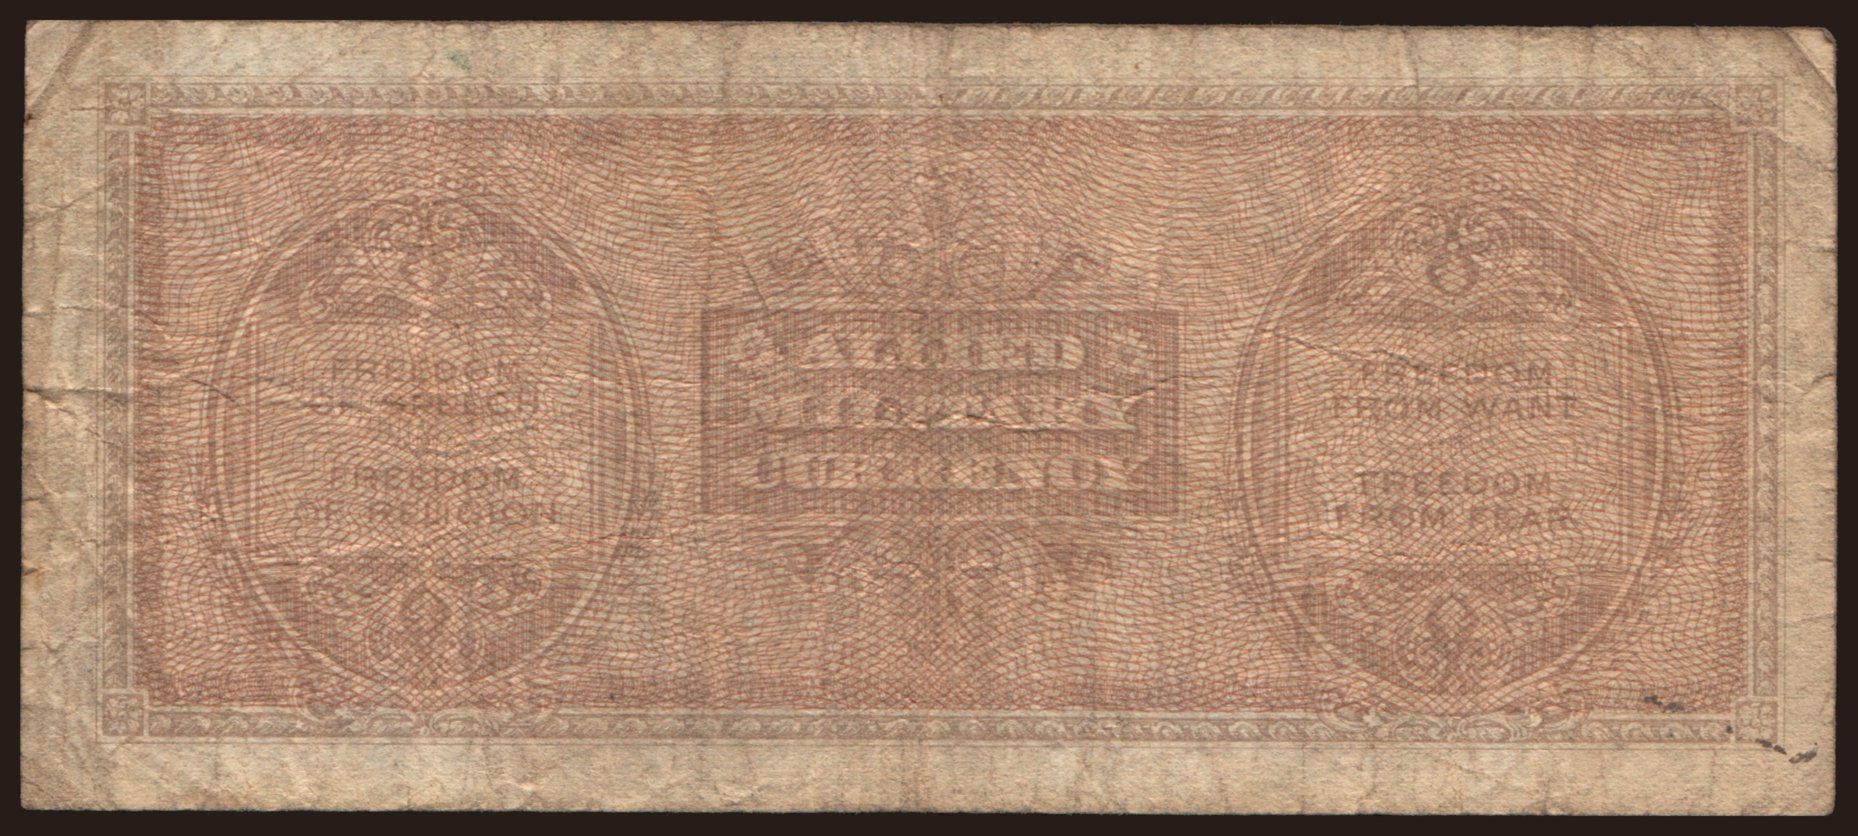 FREEDOM
OF SPEECH
FREEDOM
OF RELIGION
ALLIED
MILITARY
CURRENCY
FREEDOM
FROM WANT
FREEDOM
FROM FEAR